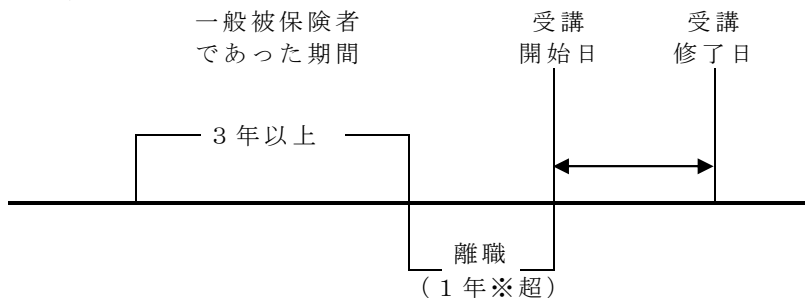 一般被保険者
であった期間
受講
開始日
受講
修了日
３年以上
離職
（１年※超）